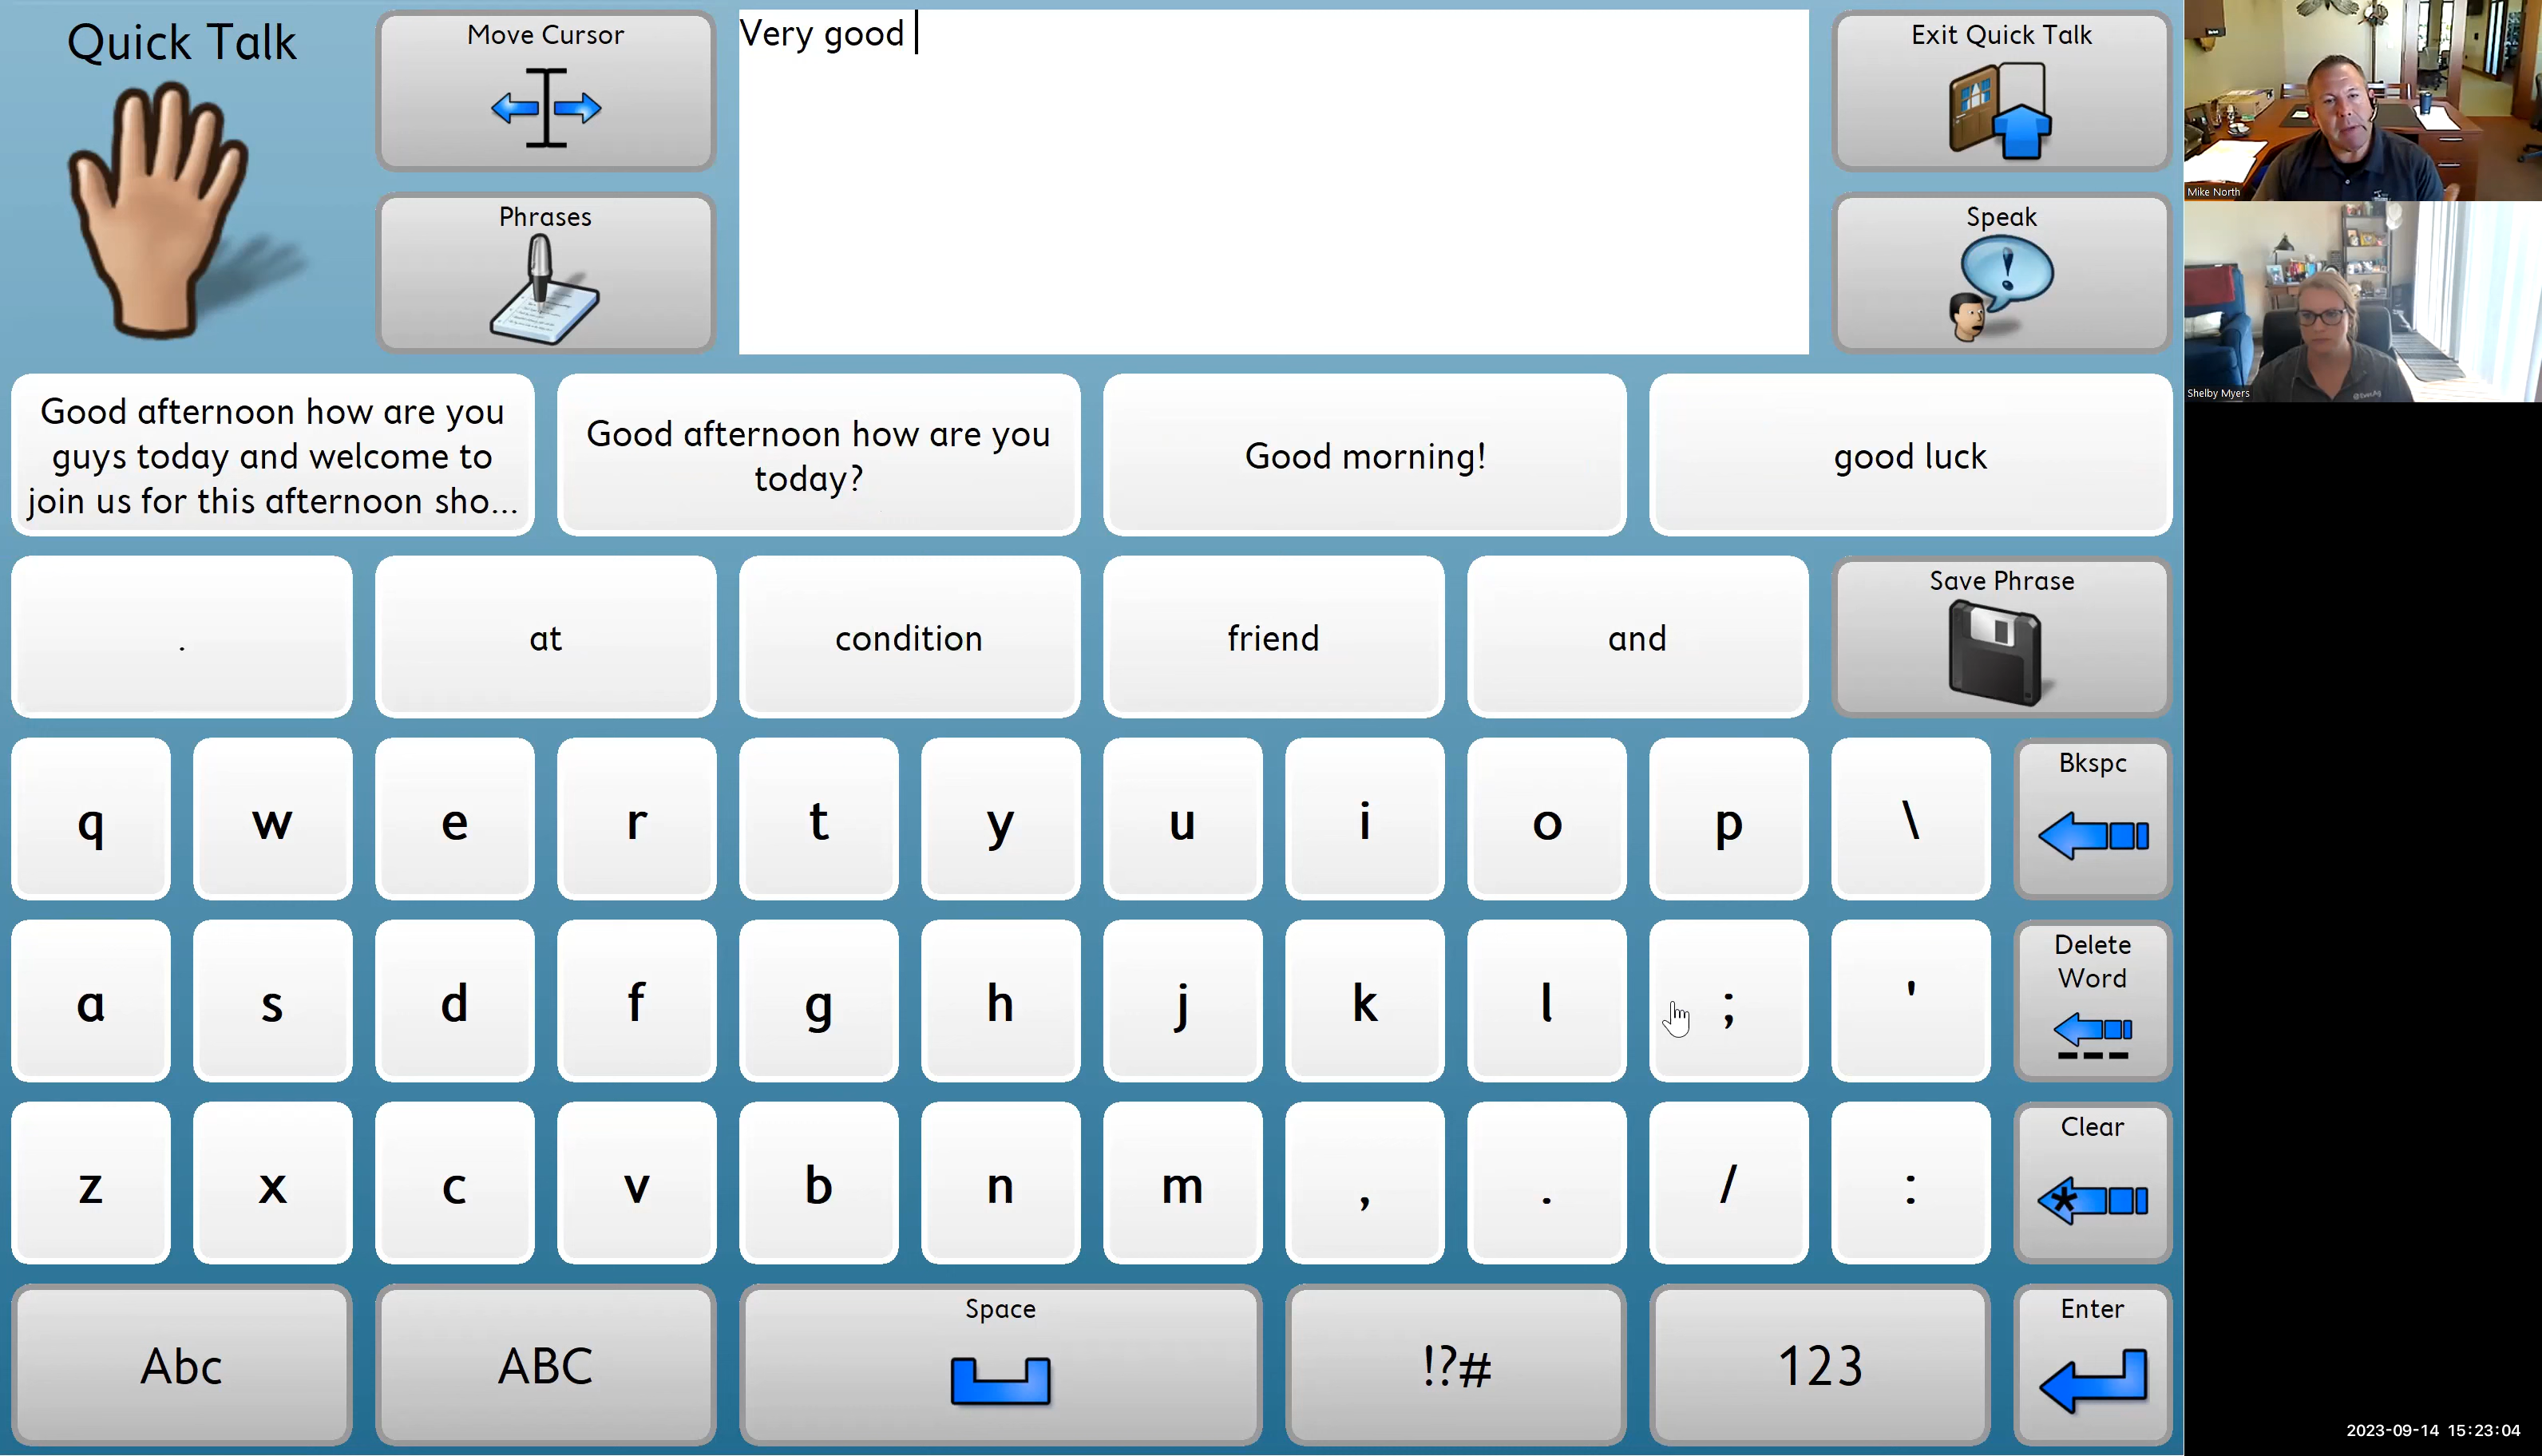 Quick Talk
Move Cursor
Very good
Exit Quick Talk
Phrases
Speak
Mike North
Shelby Myers
Good afternoon how are you
guys today and welcome to
join us for this afternoon sho...
Good afternoon how are you
today?
Good morning!
good luck
.
at
condition
friend
and
Save Phrase
q w e r t y u i o p \
Bkspc
a s d f g h j k l ; '
Delete
Word
z x c v b n m , . / :
Clear
Abc
ABC
Space
!?#
123
Enter
2023-09-14 15:23:04